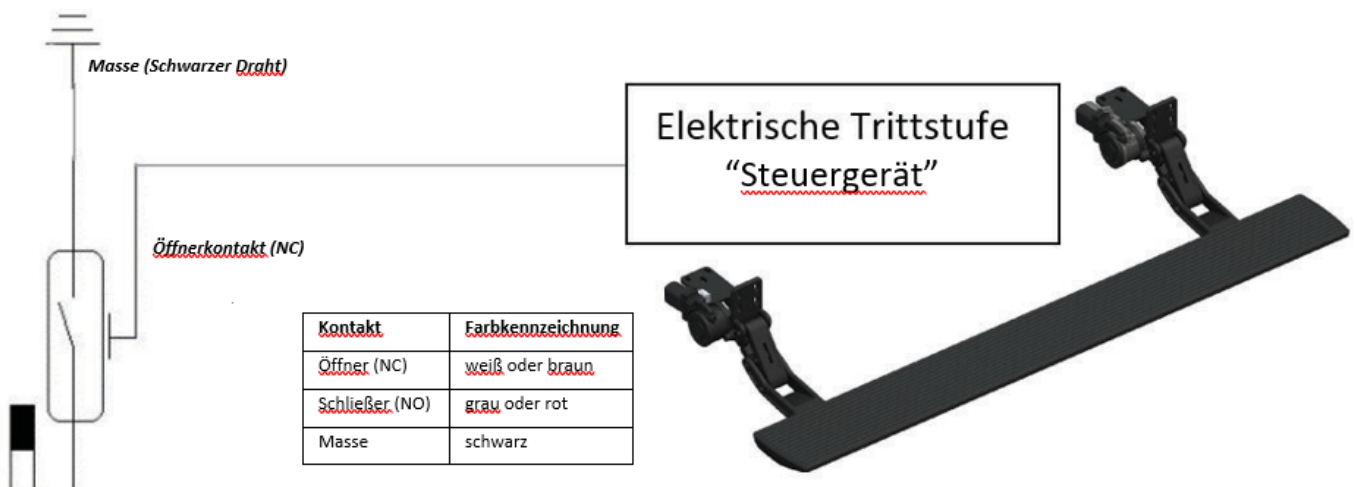 Masse (Schwarzer Draht)
Elektrische Trittstufe
“Steuergerät”
Öffnerkontakt (NC)
Kontakt Farbkennzeichnung
Öffner (NC) weiß oder braun
Schließer (NO) grau oder rot
Masse schwarz